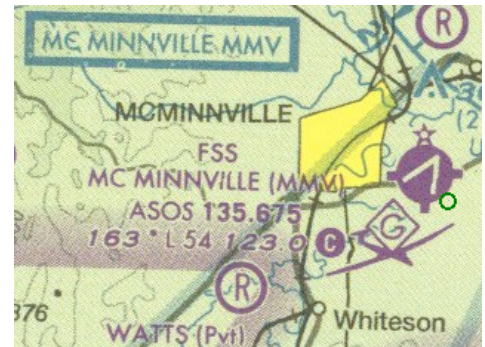 MC MINNVILLE MMV
R
MCMINNVILLE
FSS
MC MINNVILLE (MMV)
ASOS 135.675
163 * L 54 123.0 C
G
R
376
WATTS (Pvt)
Whiteson